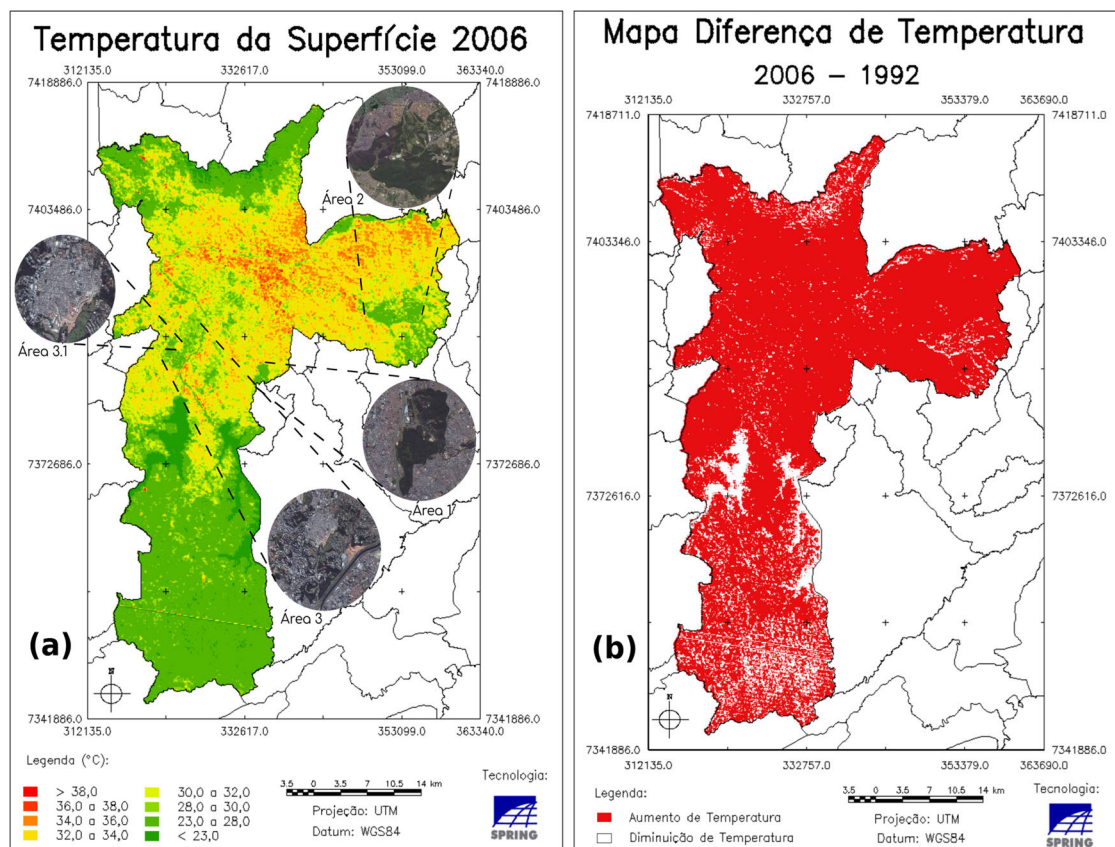 Temperatura da Superfície 2006
312135.0 332617.0 353099.0 363340.0
7418886.0 7418886.0
Área 2
7403486.0 7403486.0
Área 3.1
7372686.0 7372686.0
Área 1
Área 3
(a)
N
7341886.0 7341886.0
312135.0 332617.0 353099.0 363340.0
Legenda (°C):
> 38,0
36,0 a 38,0
34,0 a 36,0
32,0 a 34,0
30,0 a 32,0
28,0 a 30,0
23,0 a 28,0
< 23,0
3.5 0 3.5 7 10.5 14 km
Projeção: UTM
Datum: WGS84
Tecnologia:
SPRING
Mapa Diferença de Temperatura
2006 – 1992
312135.0 332757.0 353379.0 363690.0
7418711.0 7418711.0
7403346.0 7403346.0
7372616.0 7372616.0
(b)
N
7341886.0 7341886.0
312135.0 332757.0 353379.0 363690.0
Legenda:
Aumento de Temperatura
Diminuição de Temperatura
3.5 0 3.5 7 10.5 14 km
Projeção: UTM
Datum: WGS84
Tecnologia:
SPRING